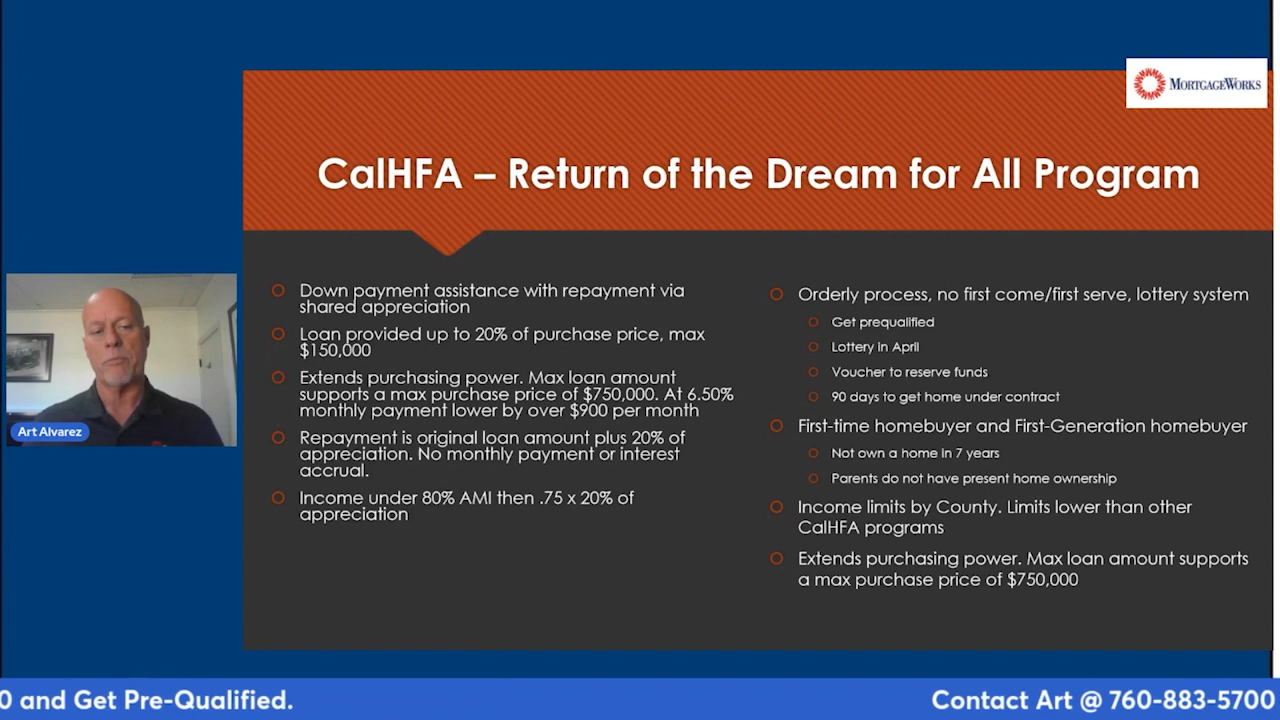 MORTGAGEWORKS
CalHFA – Return of the Dream for All Program
Down payment assistance with repayment via
shared appreciation
Loan provided up to 20% of purchase price, max
$150,000
Extends purchasing power. Max loan amount
supports a max purchase price of $750,000. At 6.50%
monthly payment lower by over $900 per month
Repayment is original loan amount plus 20% of
appreciation. No monthly payment or interest
accrual.
Income under 80% AMI then .75 x 20% of
appreciation
Orderly process, no first come/first serve, lottery system
Get prequalified
Lottery in April
Voucher to reserve funds
90 days to get home under contract
First-time homebuyer and First-Generation homebuyer
Not own a home in 7 years
Parents do not have present home ownership
Income limits by County. Limits lower than other
CalHFA programs
Extends purchasing power. Max loan amount supports
a max purchase price of $750,000
Art Alvarez
0 and Get Pre-Qualified.
Contact Art @ 760-883-5700